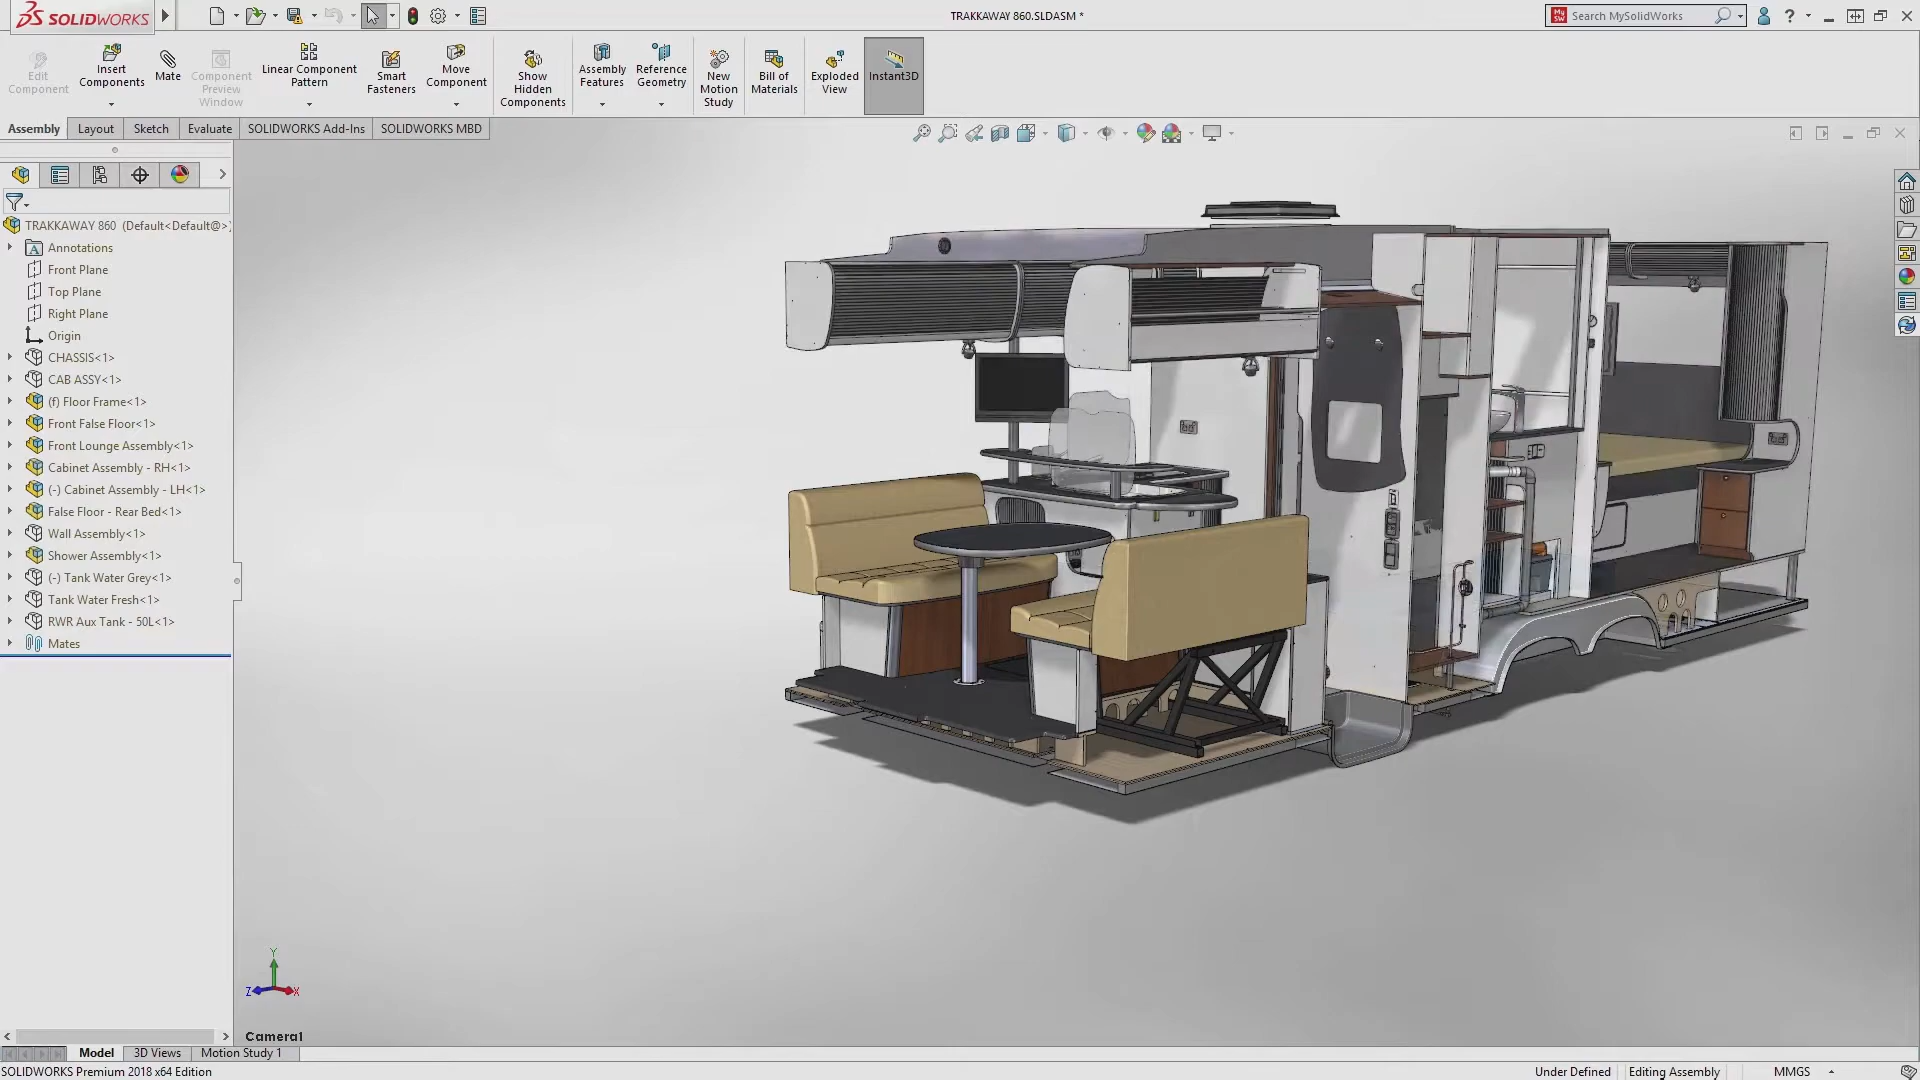 SOLIDWORKS
TRAKKAWAY 860.SLDASM *
My SW
Search MySolidWorks
?
Edit Component
Insert Components
Mate
Component Preview Window
Linear Component Pattern
Smart Fasteners
Move Component
Show Hidden Components
Assembly Features
Reference Geometry
New Motion Study
Bill of Materials
Exploded View
Instant3D
Assembly
Layout
Sketch
Evaluate
SOLIDWORKS Add-Ins
SOLIDWORKS MBD
TRAKKAWAY 860 (Default<Default@>
A Annotations
Front Plane
Top Plane
Right Plane
Origin
CHASSIS<1>
CAB ASSY<1>
(f) Floor Frame<1>
Front False Floor<1>
Front Lounge Assembly<1>
Cabinet Assembly - RH<1>
(-) Cabinet Assembly - LH<1>
False Floor - Rear Bed<1>
Wall Assembly<1>
Shower Assembly<1>
(-) Tank Water Grey<1>
Tank Water Fresh<1>
RWR Aux Tank - 50L<1>
Mates
Y
Z
X
Camera1
Model
3D Views
Motion Study 1
SOLIDWORKS Premium 2018 x64 Edition
Under Defined
Editing Assembly
MMGS